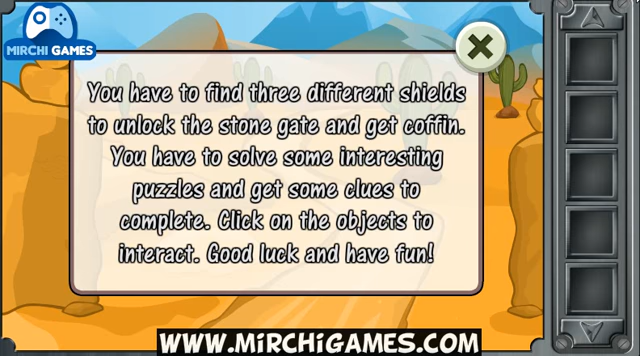 MIRCHI GAMES
You have to find three different shields
to unlock the stone gate and get coffin.
You have to solve some interesting
puzzles and get some clues to
complete. Click on the objects to
interact. Good luck and have fun!
WWW.MiRCHiGAMES.COM